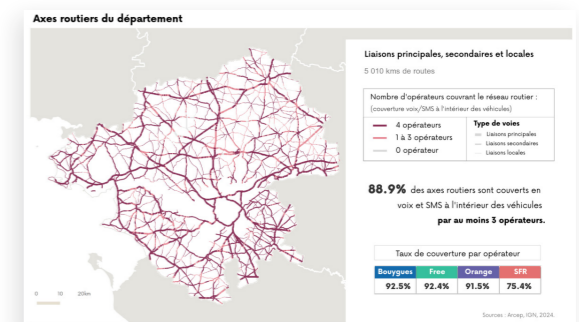 Axes routiers du département
Liaisons principales, secondaires et locales
5 010 kms de routes
Nombre d'opérateurs couvrant le réseau routier :
(couverture voix/SMS à l'intérieur des véhicules)
4 opérateurs
1 à 3 opérateurs
0 opérateur
Type de voies
Liaisons principales
Liaisons secondaires
Liaisons locales
88.9% des axes routiers sont couverts en
voix et SMS à l'intérieur des véhicules
par au moins 3 opérateurs.
Taux de couverture par opérateur
Bouygues Free Orange SFR
92.5% 92.4% 91.5% 75.4%
0 10 20km
Sources : Arcep, IGN, 2024.